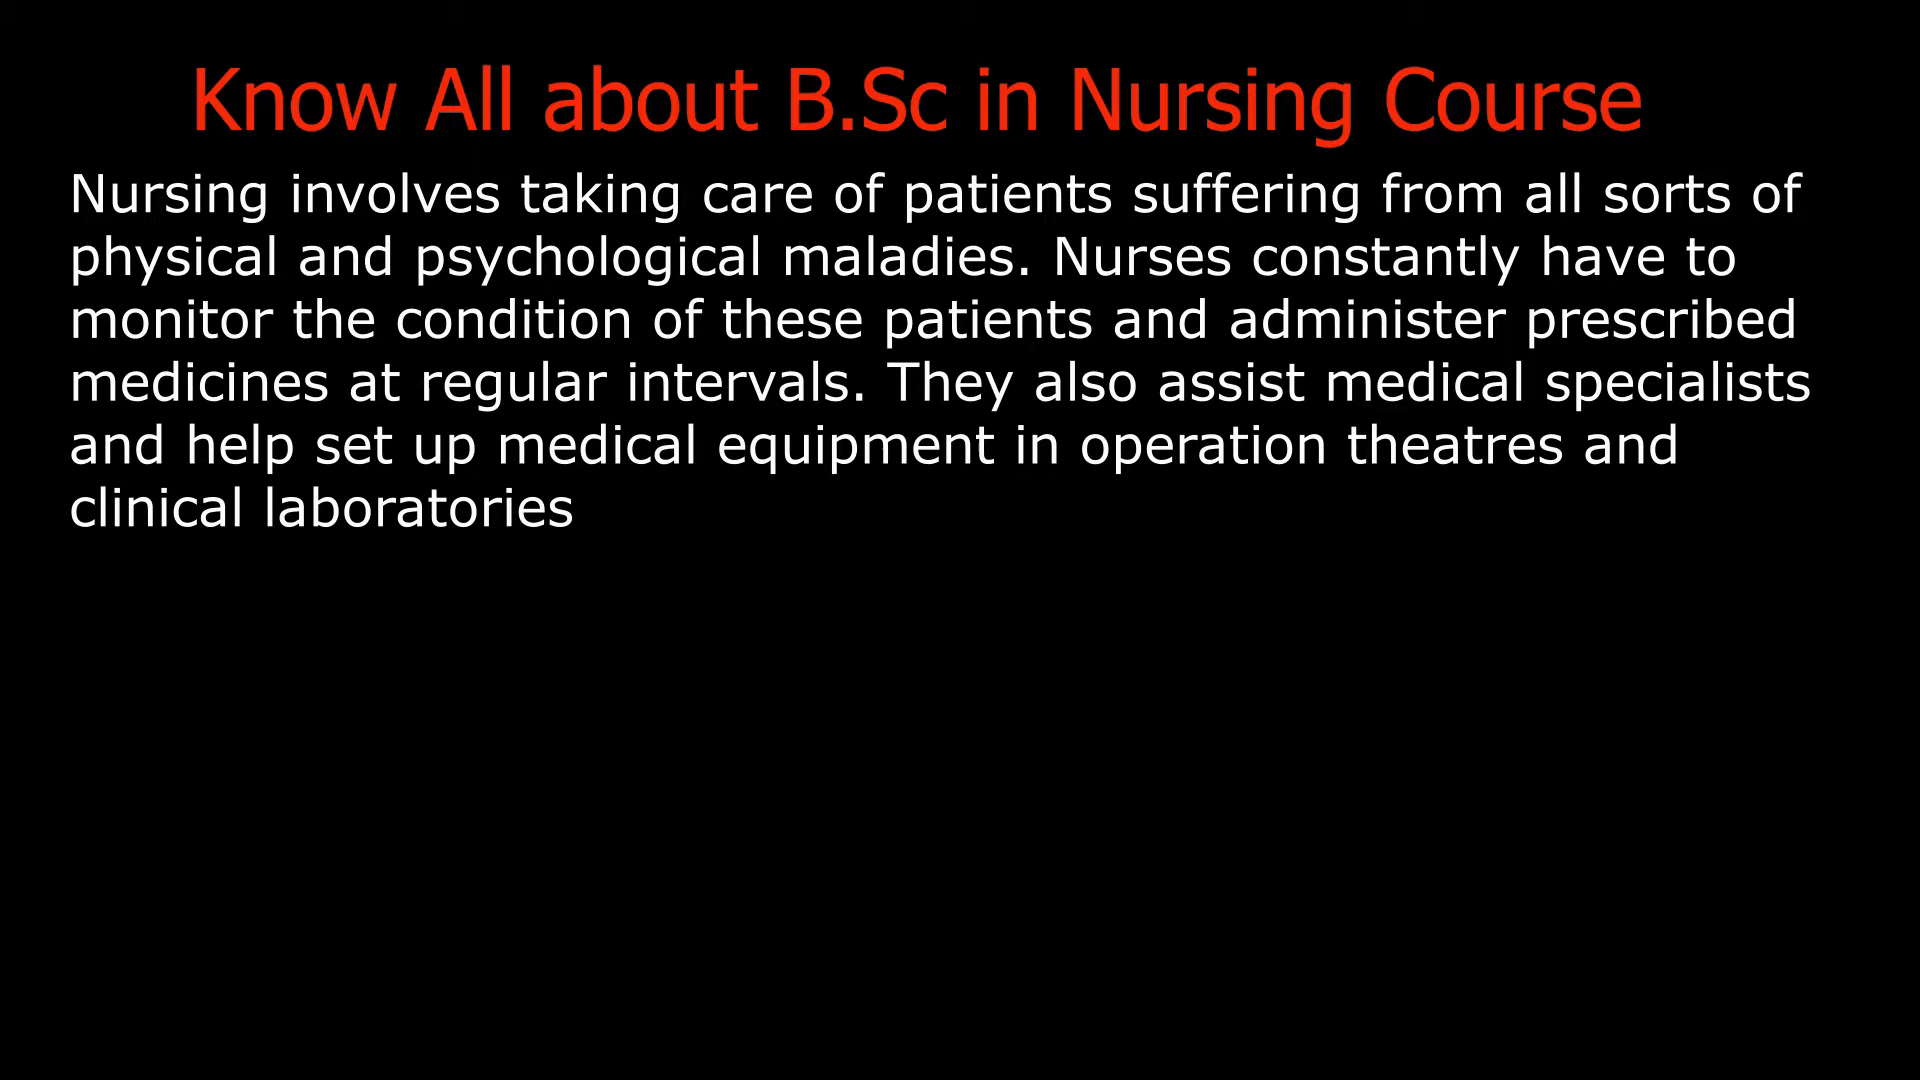 Know All about B.Sc in Nursing Course
Nursing involves taking care of patients suffering from all sorts of
physical and psychological maladies. Nurses constantly have to
monitor the condition of these patients and administer prescribed
medicines at regular intervals. They also assist medical specialists
and help set up medical equipment in operation theatres and
clinical laboratories